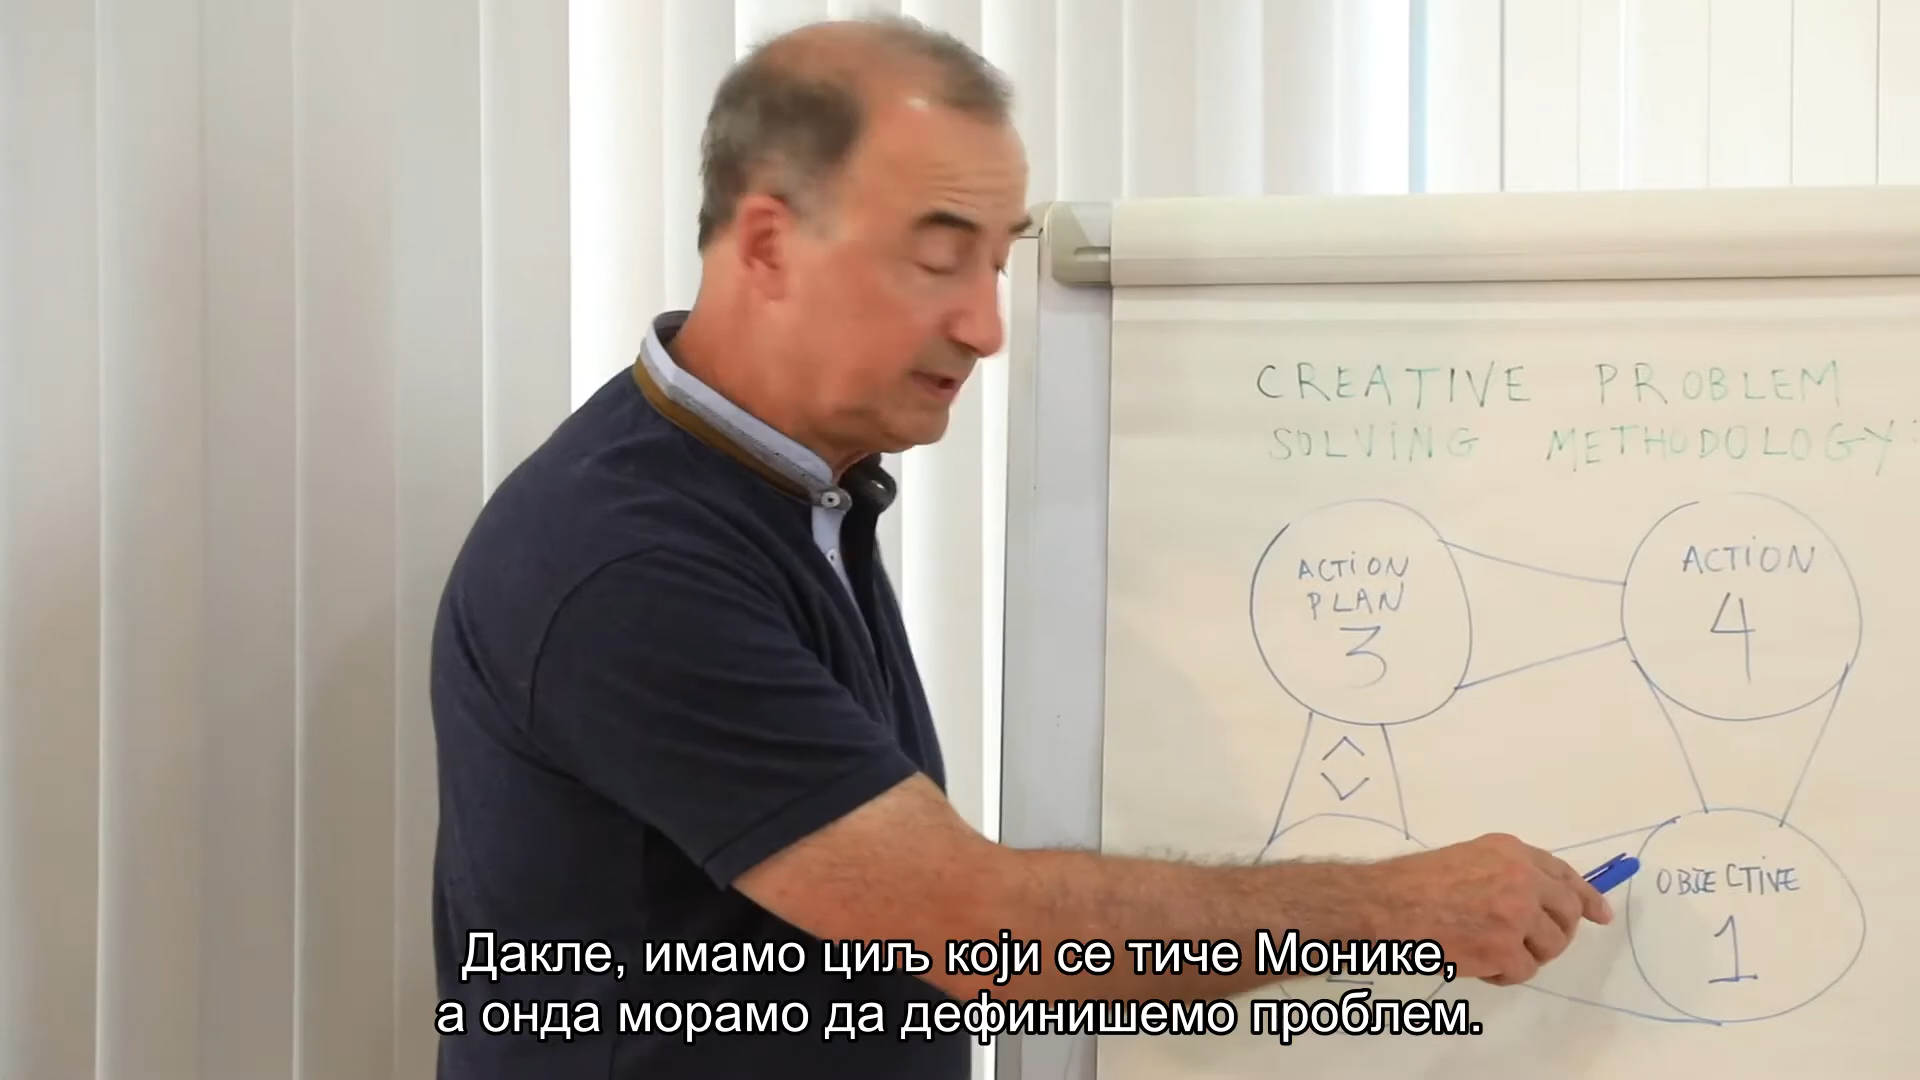 CREATIVE PROBLEM
SOLVING METHODOLOGY:
ACTION
PLAN
3
ACTION
4
OBJECTIVE
1
Дакле, имамо циљ који се тиче Монике,
а онда морамо да дефинишемо проблем.